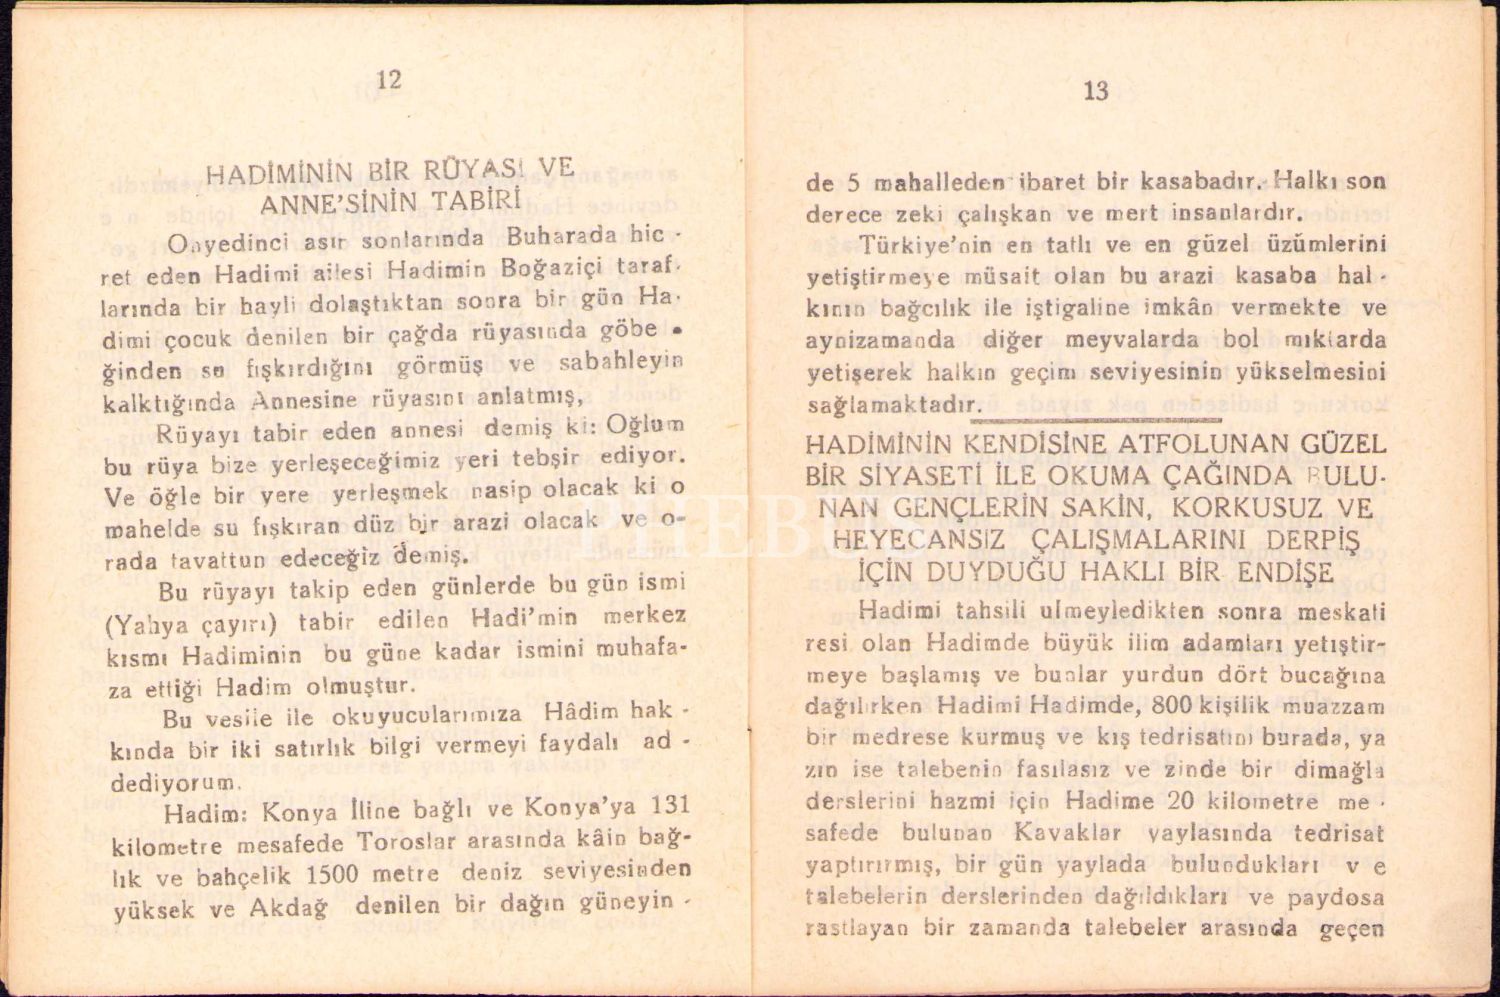 12
HADİMİNİN BİR RÜYASI VE
ANNE'SİNİN TABİRİ
Onyedinci asır sonlarında Buharada hic -
ret eden Hadimi ailesi Hadimin Boğaziçi taraf-
larında bir hayli dolaştıktan sonra bir gün Ha-
dimi çocuk denilen bir çağda rüyasında göbe -
ğinden su fışkırdığını görmüş ve sabahleyin
kalktığında Annesine rüyasını anlatmış,
Rüyayı tabir eden annesi demiş ki: Oğlum
bu rüya bize yerleşeceğimiz yeri tebşir ediyor.
Ve öğle bir yere yerleşmek nasip olacak ki o
mahelde su fışkıran düz bir arazi olacak ve o-
rada tavattun edeceğiz demiş.
Bu rüyayı takip eden günlerde bu gün ismi
(Yahya çayırı) tabir edilen Hadi'min merkez
kısmı Hadiminin bu güne kadar ismini muhafa-
za ettiği Hadim olmuştur.
Bu vesile ile okuyucularımıza Hâdim hak -
kında bir iki satırlık bilgi vermeyi faydalı ad -
dediyorum.
Hadim: Konya İline bağlı ve Konya'ya 131
kilometre mesafede Toroslar arasında kâin bağ-
lık ve bahçelik 1500 metre deniz seviyesinden
yüksek ve Akdağ denilen bir dağın güneyin -
13
de 5 mahalleden ibaret bir kasabadır. Halkı son
derece zeki çalışkan ve mert insanlardır.
Türkiye'nin en tatlı ve en güzel üzümlerini
yetiştirmeye müsait olan bu arazi kasaba hal -
kının bağcılık ile iştigaline imkân vermekte ve
aynizamanda diğer meyvalarda bol mıktarda
yetişerek halkın geçim seviyesinin yükselmesini
sağlamaktadır.
HADİMİNİN KENDİSİNE ATFOLUNAN GÜZEL
BİR SİYASETİ İLE OKUMA ÇAĞINDA BULU-
NAN GENÇLERİN SAKİN, KORKUSUZ VE
HEYECANSIZ ÇALIŞMALARINI DERPİŞ
İÇİN DUYDUĞU HAKLI BİR ENDİŞE
Hadimi tahsili ulmeyledikten sonra meskati
resi olan Hadimde büyük ilim adamları yetiştir-
meye başlamış ve bunlar yurdun dört bucağına
dağılırken Hadimi Hadimde, 800 kişilik muazzam
bir medrese kurmuş ve kış tedrisatını burada, ya
zın ise talebenin fasılasız ve zinde bir dimağla
derslerini hazmi için Hadime 20 kilometre me -
safede bulunan Kavaklar yaylasında tedrisat
yaptırırmış, bir gün yaylada bulundukları v e
talebelerin derslerinden dağıldıkları ve paydosa
rastlayan bir zamanda talebeler arasında geçen
PHEBUS